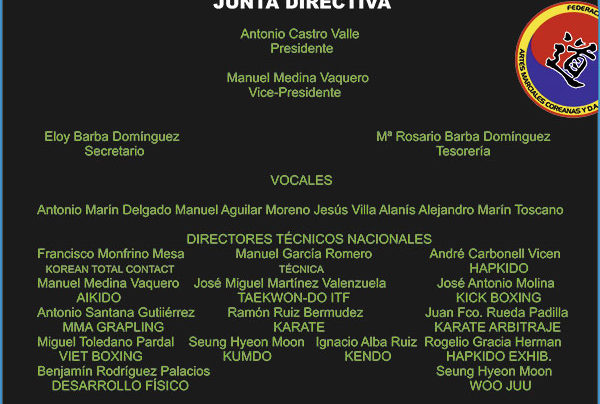 JUNTA DIRECTIVA
Antonio Castro Valle
Presidente
Manuel Medina Vaquero
Vice-Presidente
Eloy Barba Domínguez Mª Rosario Barba Domínguez
Secretario Tesorería
VOCALES
Antonio Marín Delgado Manuel Aguilar Moreno Jesús Villa Alanís Alejandro Marín Toscano
DIRECTORES TÉCNICOS NACIONALES
Francisco Monfrino Mesa Manuel García Romero André Carbonell Vicen
KOREAN TOTAL CONTACT TÉCNICA HAPKIDO
Manuel Medina Vaquero José Miguel Martínez Valenzuela José Antonio Molina
AIKIDO TAEKWON-DO ITF KICK BOXING
Antonio Santana Gutiiérrez Ramón Ruiz Bermudez Juan Fco. Rueda Padilla
MMA GRAPLING KARATE KARATE ARBITRAJE
Miguel Toledano Pardal Seung Hyeon Moon Ignacio Alba Ruiz Rogelio Gracia Herman
VIET BOXING KUMDO KENDO HAPKIDO EXHIB.
Benjamín Rodríguez Palacios Seung Hyeon Moon
DESARROLLO FÍSICO WOO JUU
FEDERAC
道
ARTES MARCIALES COREANAS Y D.A